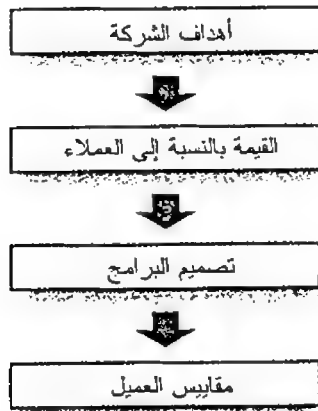 أهداف الشركة
القيمة بالنسبة إلى العملاء
تصميم البرامج
مقاييس العميل